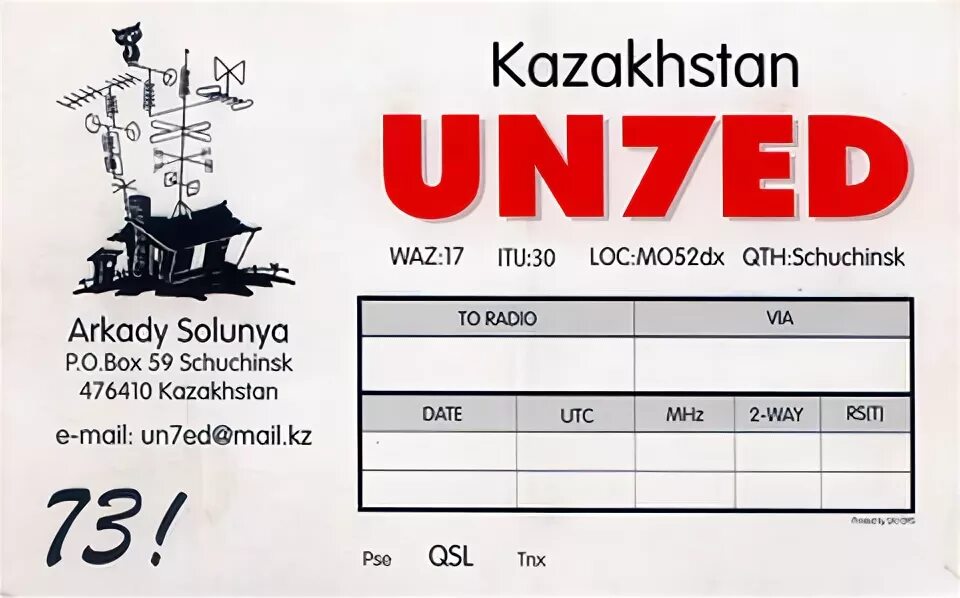 Kazakhstan
UN7ED
WAZ:17 ITU:30 LOC:MO52dx QTH:Schuchinsk
Arkady Solunya
P.O.Box 59 Schuchinsk
476410 Kazakhstan
e-mail: un7ed@mail.kz
73!
TO RADIO VIA
DATE UTC MHz 2-WAY RS(T)
Pse QSL Tnx